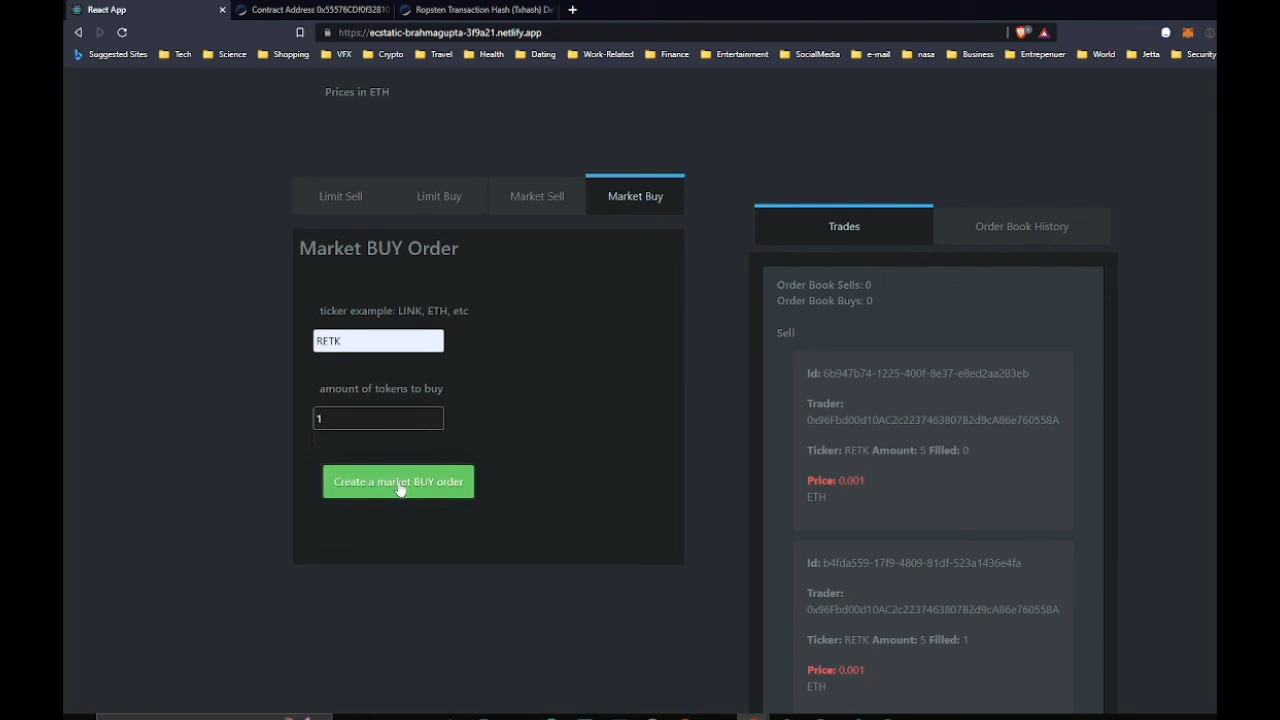 React App
Contract Address 0x55576CDf0f3281
Ropsten Transaction Hash (Txhash) De
https://ecstatic-brahmagupta-3f9a21.netlify.app
Suggested Sites
Tech
Science
Shopping
VFX
Crypto
Travel
Health
Dating
Work-Related
Finance
Entertainment
SocialMedia
e-mail
nasa
Business
Entrepenuer
World
Jetta
Security
Prices in ETH
Limit Sell
Limit Buy
Market Sell
Market Buy
Market BUY Order
ticker example: LINK, ETH, etc
RETK
amount of tokens to buy
1
Create a market BUY order
Trades
Order Book History
Order Book Sells: 0
Order Book Buys: 0
Sell
Id: 6b947b74-1225-400f-8e37-e8ed2aa283eb
Trader:
0x96Fbd00d10AC2c223746380782d9cA86e760558A
Ticker: RETK Amount: 5 Filled: 0
Price: 0.001
ETH
Id: b4fda559-17f9-4809-81df-523a1436e4fa
Trader:
0x96Fbd00d10AC2c223746380782d9cA86e760558A
Ticker: RETK Amount: 5 Filled: 1
Price: 0.001
ETH